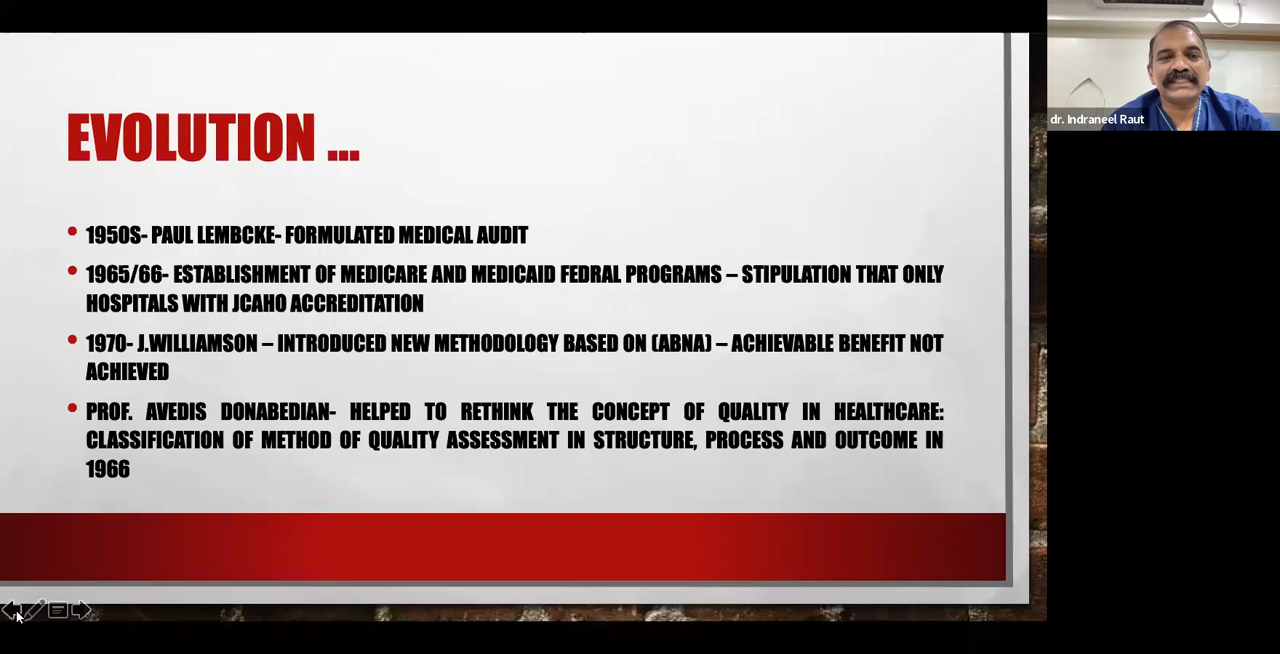 EVOLUTION ...
• 1950S- PAUL LEMBCKE- FORMULATED MEDICAL AUDIT
• 1965/66- ESTABLISHMENT OF MEDICARE AND MEDICAID FEDRAL PROGRAMS – STIPULATION THAT ONLY
HOSPITALS WITH JCAHO ACCREDITATION
• 1970- J.WILLIAMSON – INTRODUCED NEW METHODOLOGY BASED ON (ABNA) – ACHIEVABLE BENEFIT NOT
ACHIEVED
• PROF. AVEDIS DONABEDIAN- HELPED TO RETHINK THE CONCEPT OF QUALITY IN HEALTHCARE:
CLASSIFICATION OF METHOD OF QUALITY ASSESSMENT IN STRUCTURE, PROCESS AND OUTCOME IN
1966
dr. Indraneel Raut